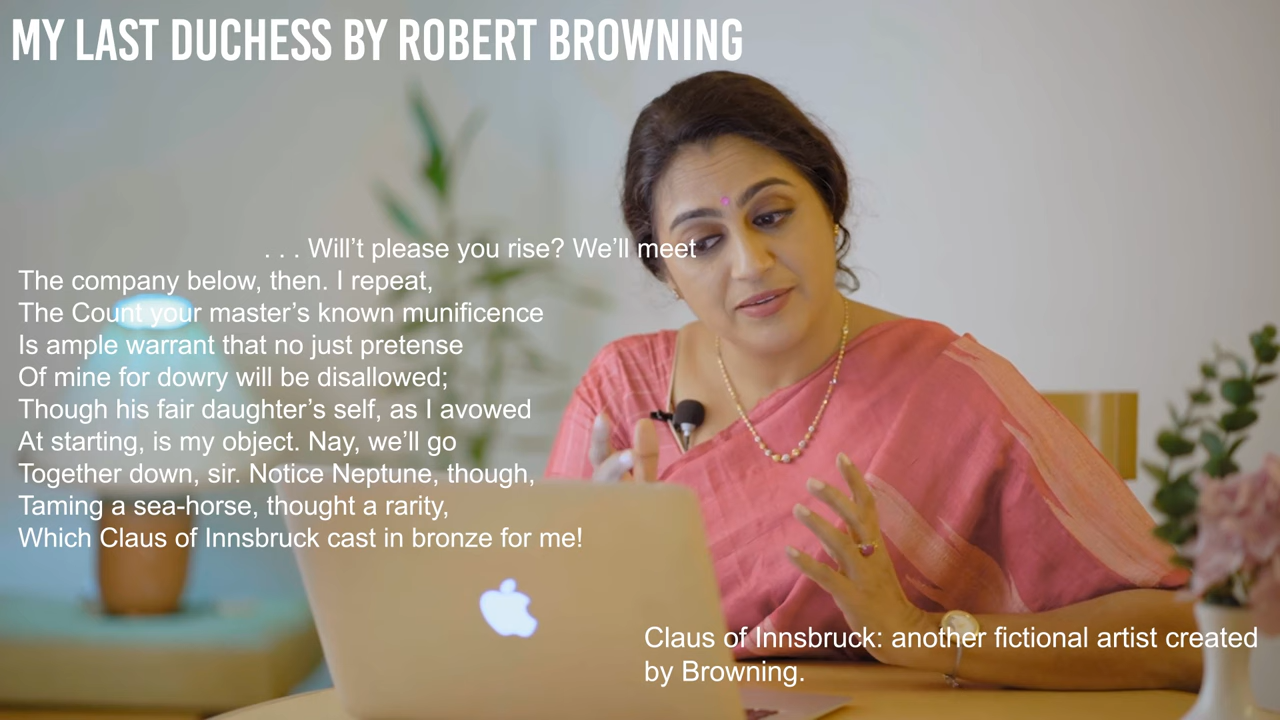 MY LAST DUCHESS BY ROBERT BROWNING
. . . Will’t please you rise? We’ll meet
The company below, then. I repeat,
The Count your master’s known munificence
Is ample warrant that no just pretense
Of mine for dowry will be disallowed;
Though his fair daughter’s self, as I avowed
At starting, is my object. Nay, we’ll go
Together down, sir. Notice Neptune, though,
Taming a sea-horse, thought a rarity,
Which Claus of Innsbruck cast in bronze for me!
Claus of Innsbruck: another fictional artist created
by Browning.